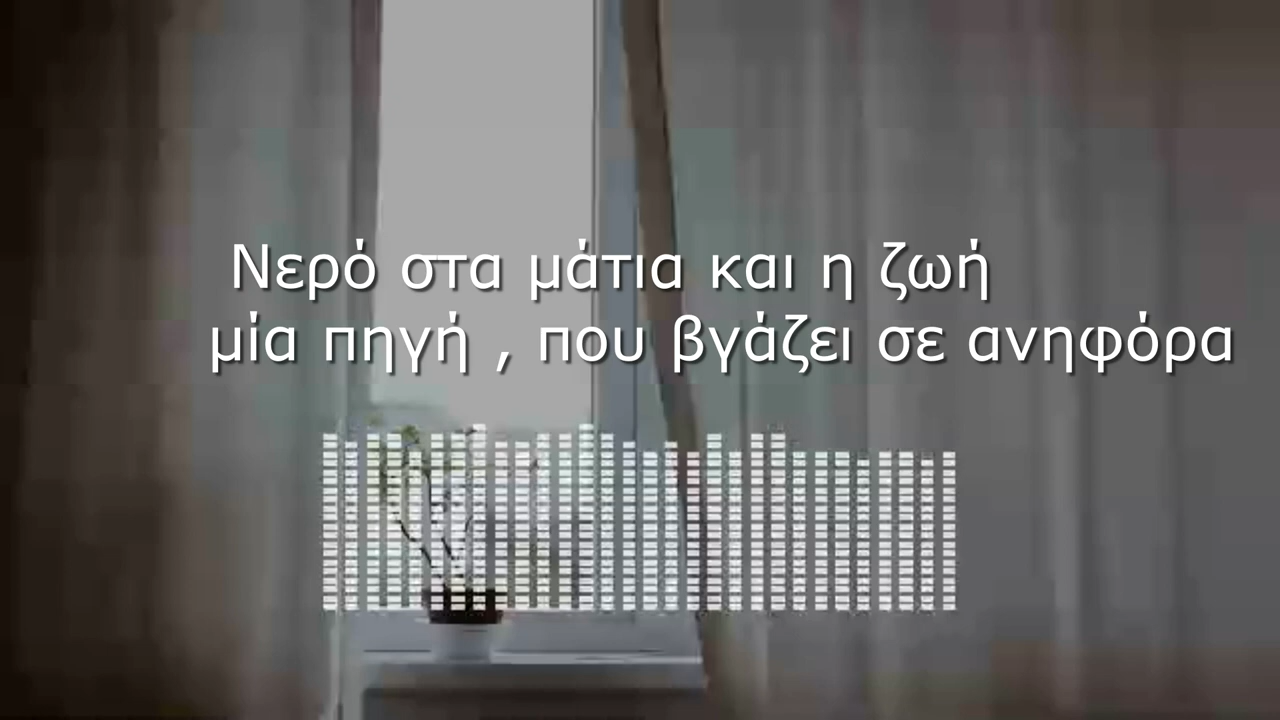 Νερό στα μάτια και η ζωή
μία πηγή , που βγάζει σε ανηφόρα